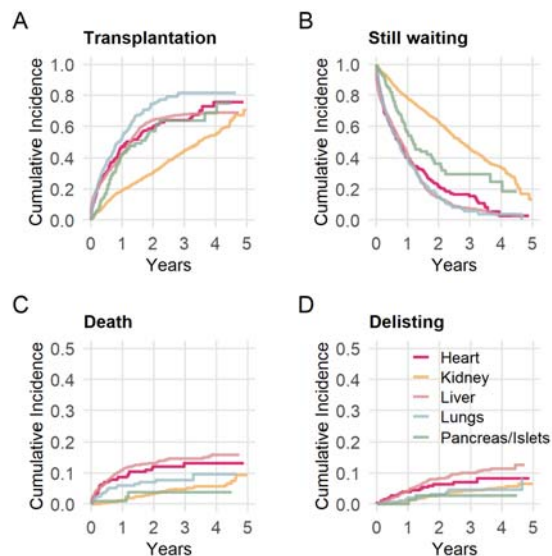 A
Transplantation
Cumulative Incidence
1.0
0.8
0.6
0.4
0.2
0.0
0 1 2 3 4 5
Years
B
Still waiting
Cumulative Incidence
1.0
0.8
0.6
0.4
0.2
0.0
0 1 2 3 4 5
Years
C
Death
Cumulative Incidence
0.5
0.4
0.3
0.2
0.1
0.0
0 1 2 3 4 5
Years
D
Delisting
Cumulative Incidence
0.5
0.4
0.3
0.2
0.1
0.0
0 1 2 3 4 5
Years
Heart
Kidney
Liver
Lungs
Pancreas/Islets